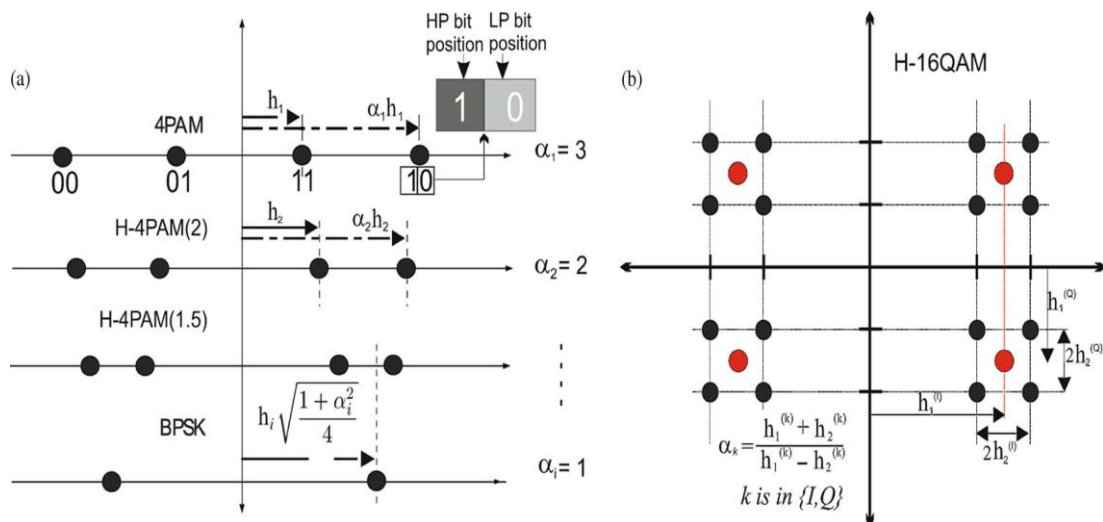 (a)
HP bit LP bit
position position
1 0
h₁
α₁h₁
4PAM
α₁= 3
00 01 11 10
h₂
H-4PAM(2)
α₂h₂
α₂= 2
H-4PAM(1.5)
hᵢ√((1+αᵢ²)/4)
BPSK
αᵢ= 1
(b)
H-16QAM
h₁⁽Q⁾
2h₂⁽Q⁾
h₁⁽I⁾
2h₂⁽I⁾
αₖ=(h₁⁽ᵏ⁾+h₂⁽ᵏ⁾)/(h₁⁽ᵏ⁾−h₂⁽ᵏ⁾)
k is in {I,Q}